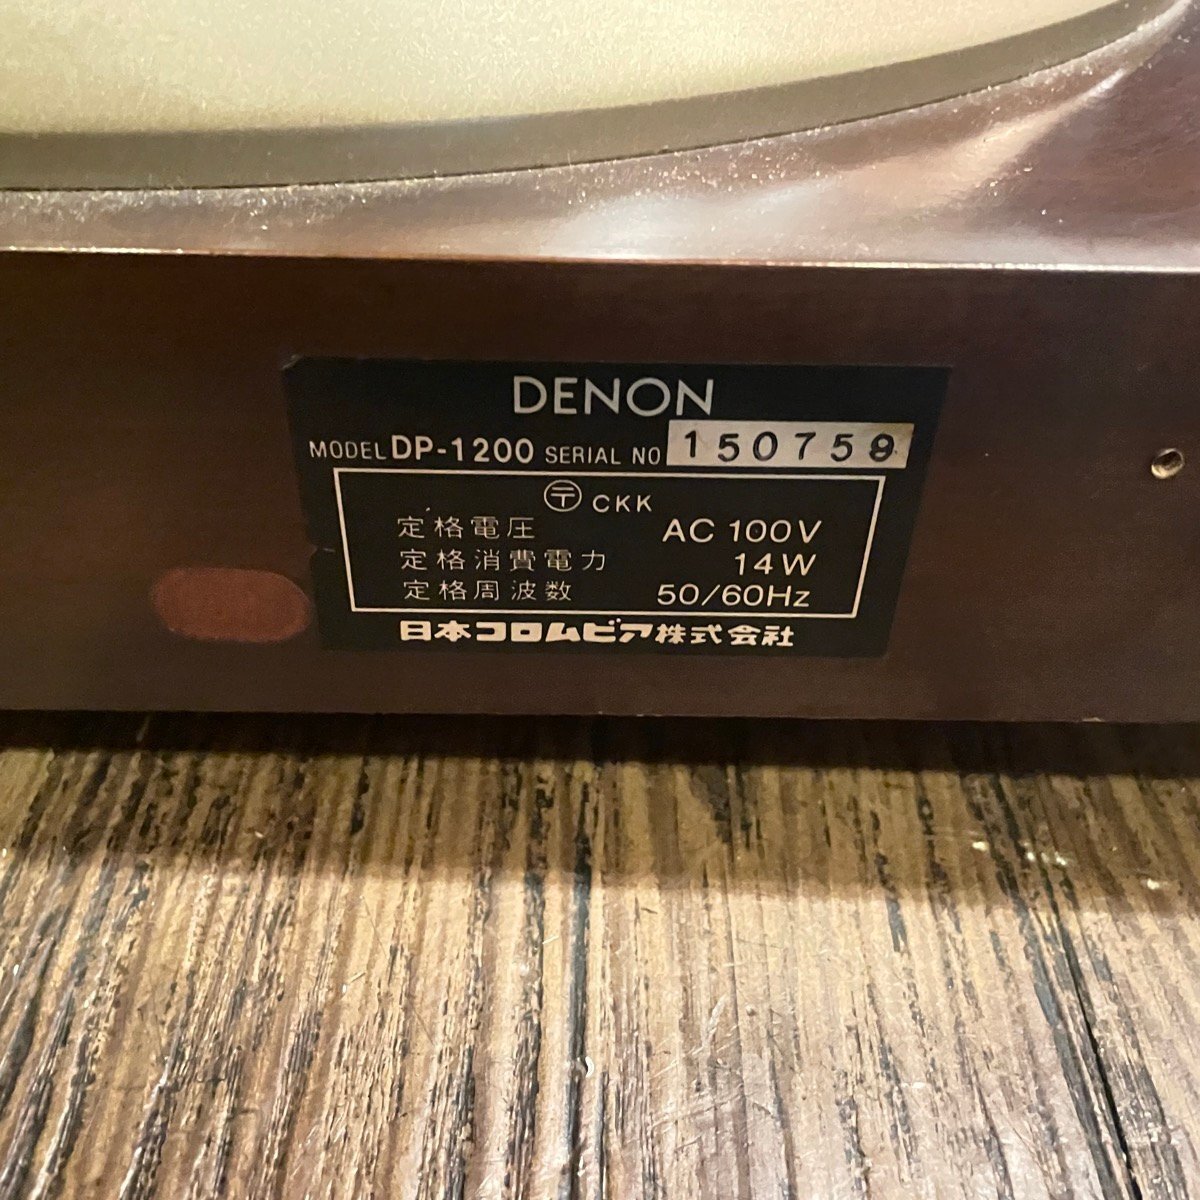 DENON
MODEL DP-1200 SERIAL NO 150759
〶 CKK
定格電圧 AC 100V
定格消費電力 14W
定格周波数 50/60Hz
日本コロムビア株式会社